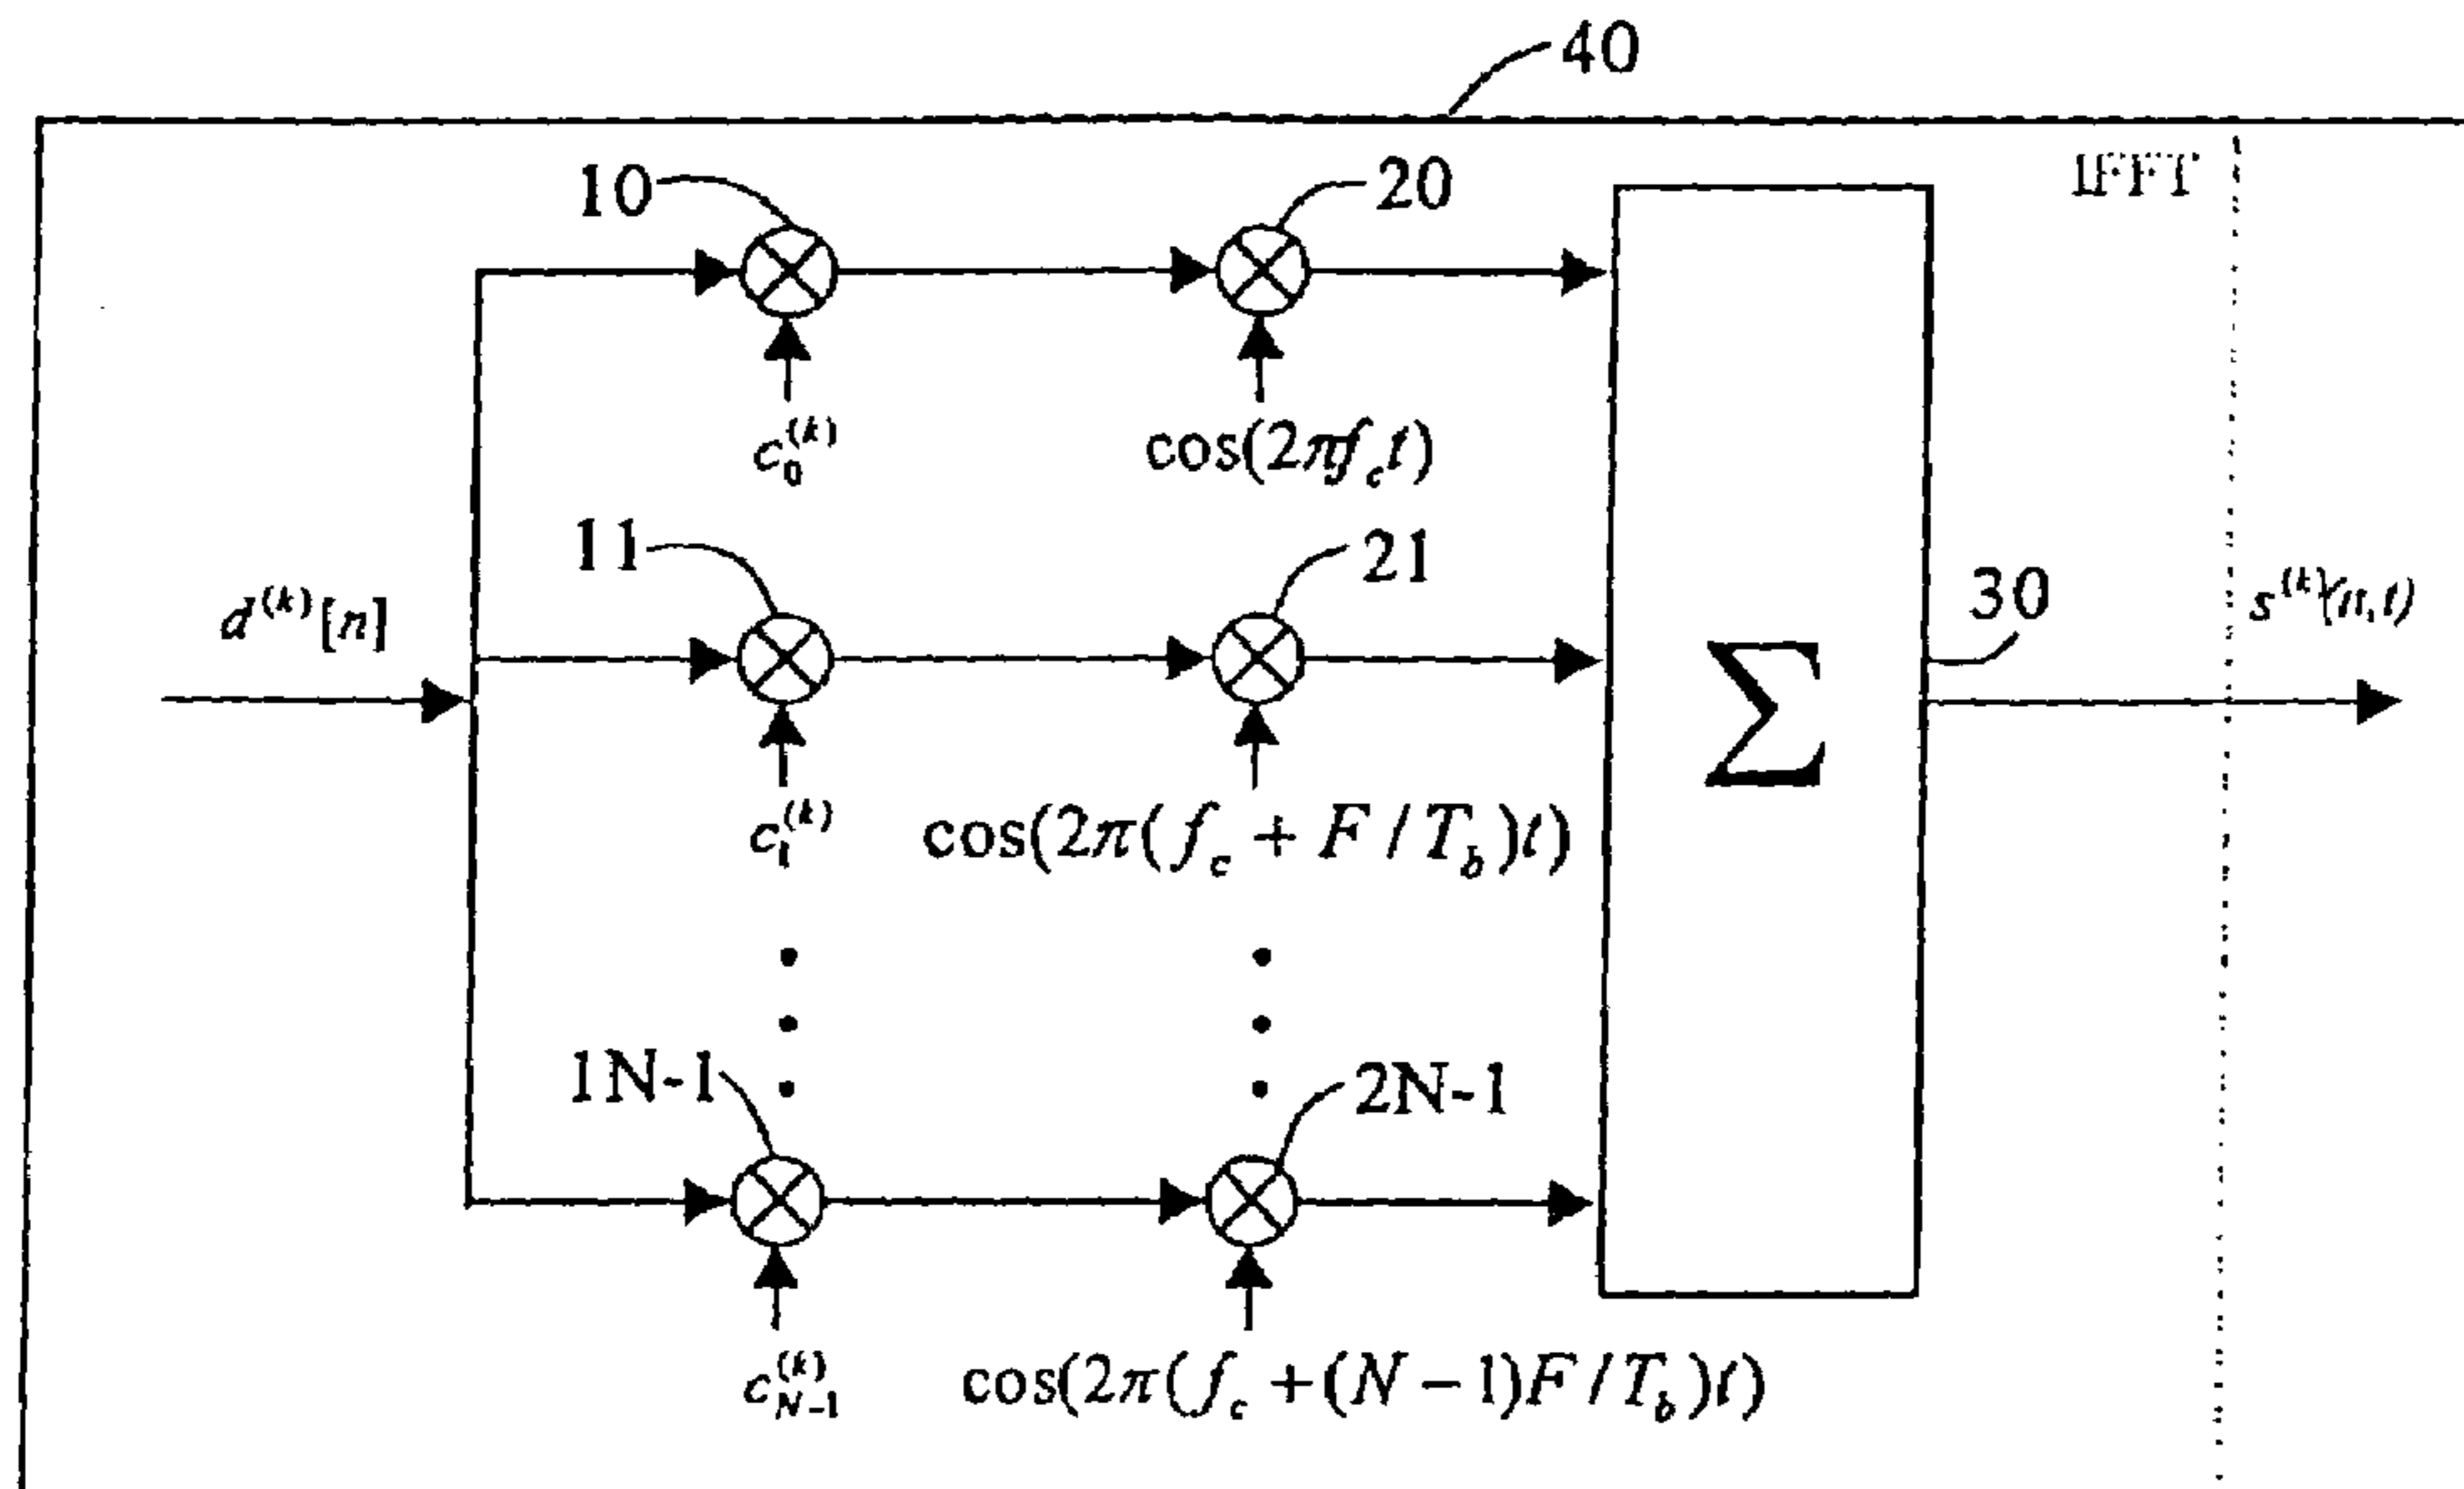 40
IFFT
10
20
c_0^{(k)}
cos(2πf_c t)
11
21
d^{(k)}[n]
30
s^{(k)}(n,t)
Σ
c_1^{(k)}
cos(2π(f_c + F / T_b)t)
1N-1
2N-1
c_{N-1}^{(k)}
cos(2π(f_c +(N-1)F/T_b)t)